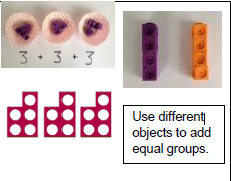 3 + 3 + 3
Use different
objects to add
equal groups.